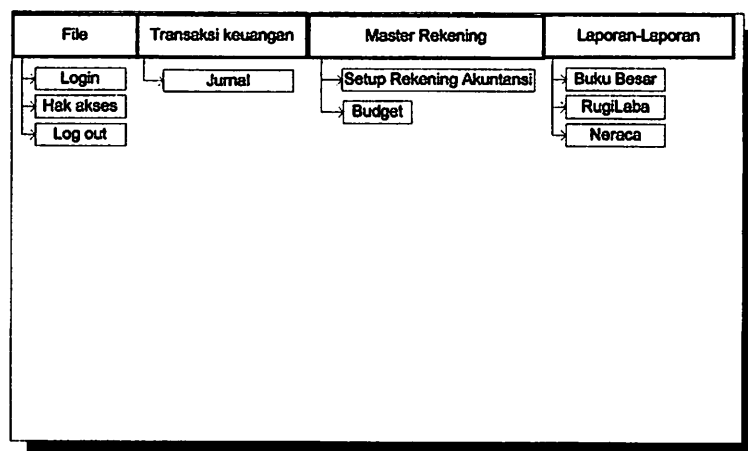 File
Transaksi keuangan
Master Rekening
Laporan-Laporan
Login
Hak akses
Log out
Jurnal
Setup Rekening Akuntansi
Budget
Buku Besar
RugiLaba
Neraca